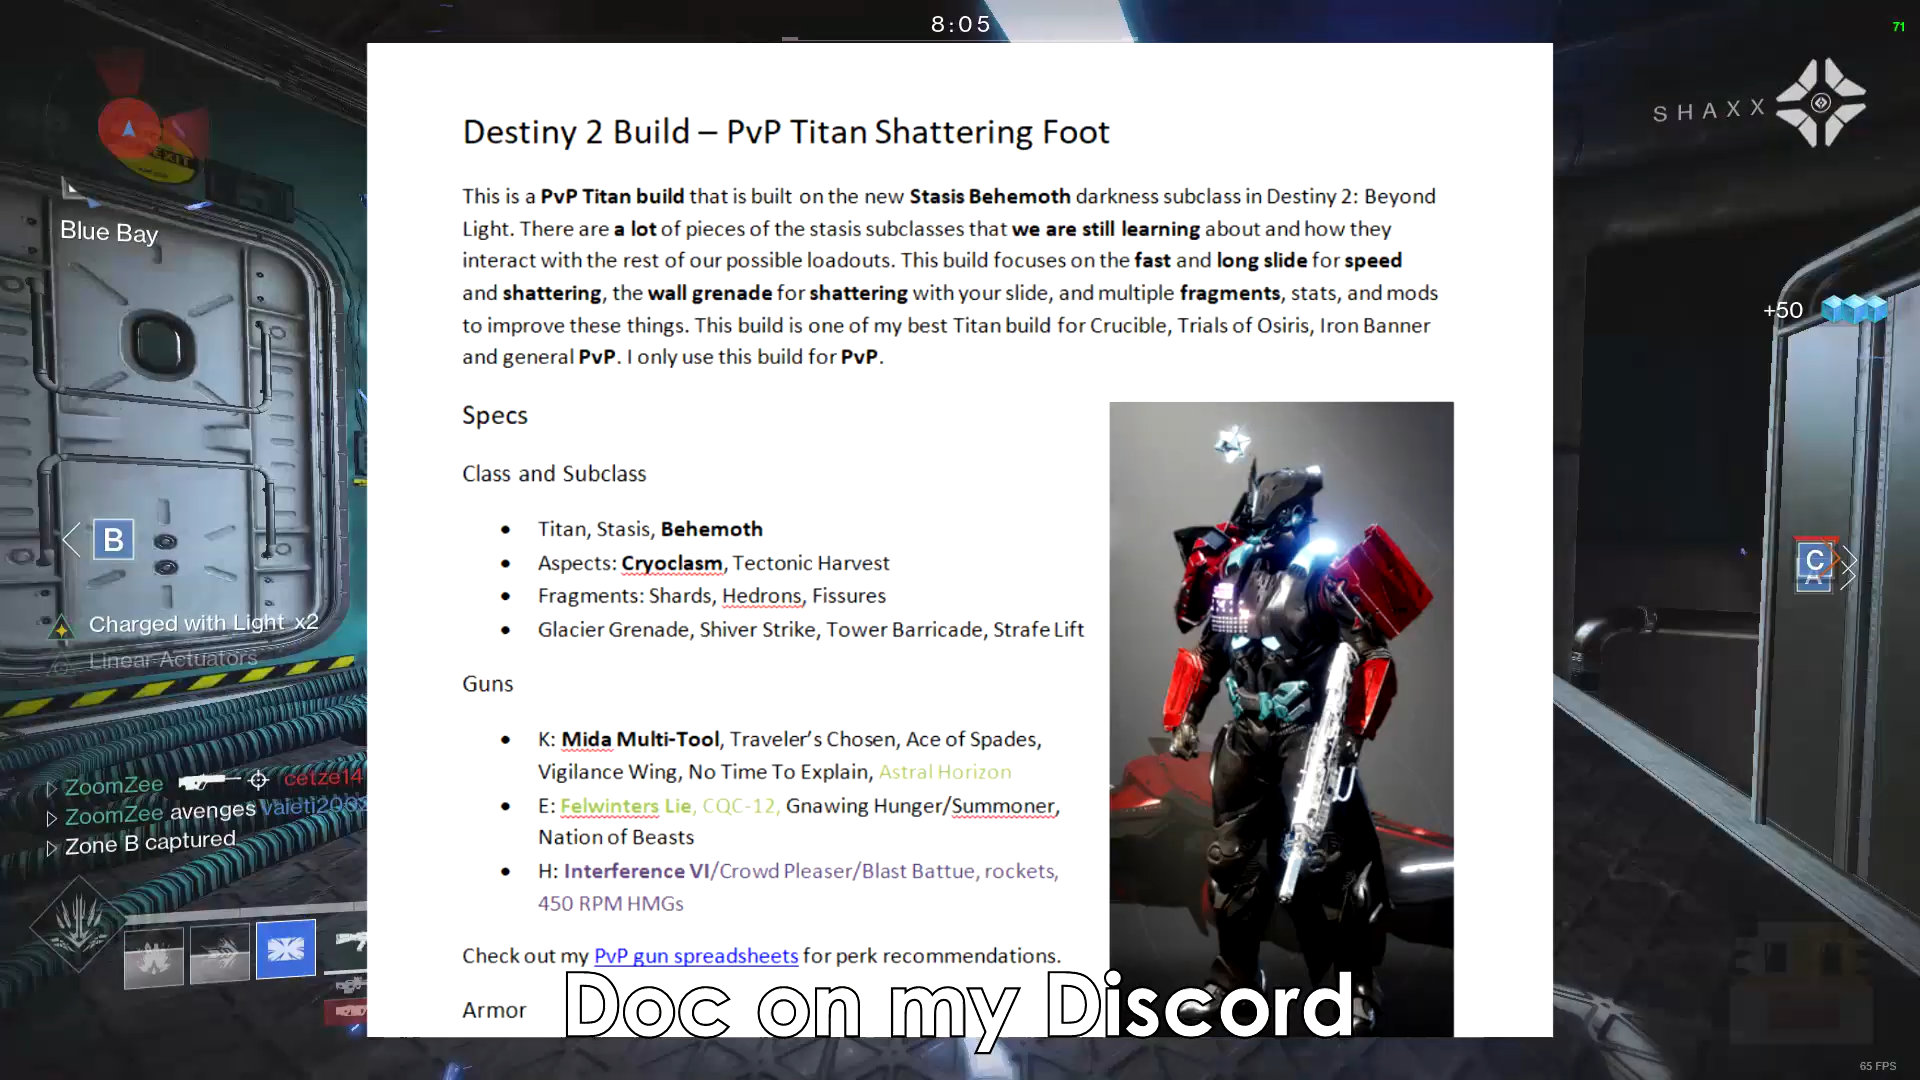 8:05
71
SHAXX
EXIT
Blue Bay
+50
B
C
A
Charged with Light x2
Linear Actuators
ZoomZee cetze14
ZoomZee avenges
Zone B captured
Destiny 2 Build – PvP Titan Shattering Foot
This is a PvP Titan build that is built on the new Stasis Behemoth darkness subclass in Destiny 2: Beyond
Light. There are a lot of pieces of the stasis subclasses that we are still learning about and how they
interact with the rest of our possible loadouts. This build focuses on the fast and long slide for speed
and shattering, the wall grenade for shattering with your slide, and multiple fragments, stats, and mods
to improve these things. This build is one of my best Titan build for Crucible, Trials of Osiris, Iron Banner
and general PvP. I only use this build for PvP.
Specs
Class and Subclass
• Titan, Stasis, Behemoth
• Aspects: Cryoclasm, Tectonic Harvest
• Fragments: Shards, Hedrons, Fissures
• Glacier Grenade, Shiver Strike, Tower Barricade, Strafe Lift
Guns
• K: Mida Multi-Tool, Traveler's Chosen, Ace of Spades,
Vigilance Wing, No Time To Explain, Astral Horizon
• E: Felwinters Lie, CQC-12, Gnawing Hunger/Summoner,
Nation of Beasts
• H: Interference VI/Crowd Pleaser/Blast Battue, rockets,
450 RPM HMGs
Check out my PvP gun spreadsheets for perk recommendations.
Armor
Doc on my Discord
65 FPS